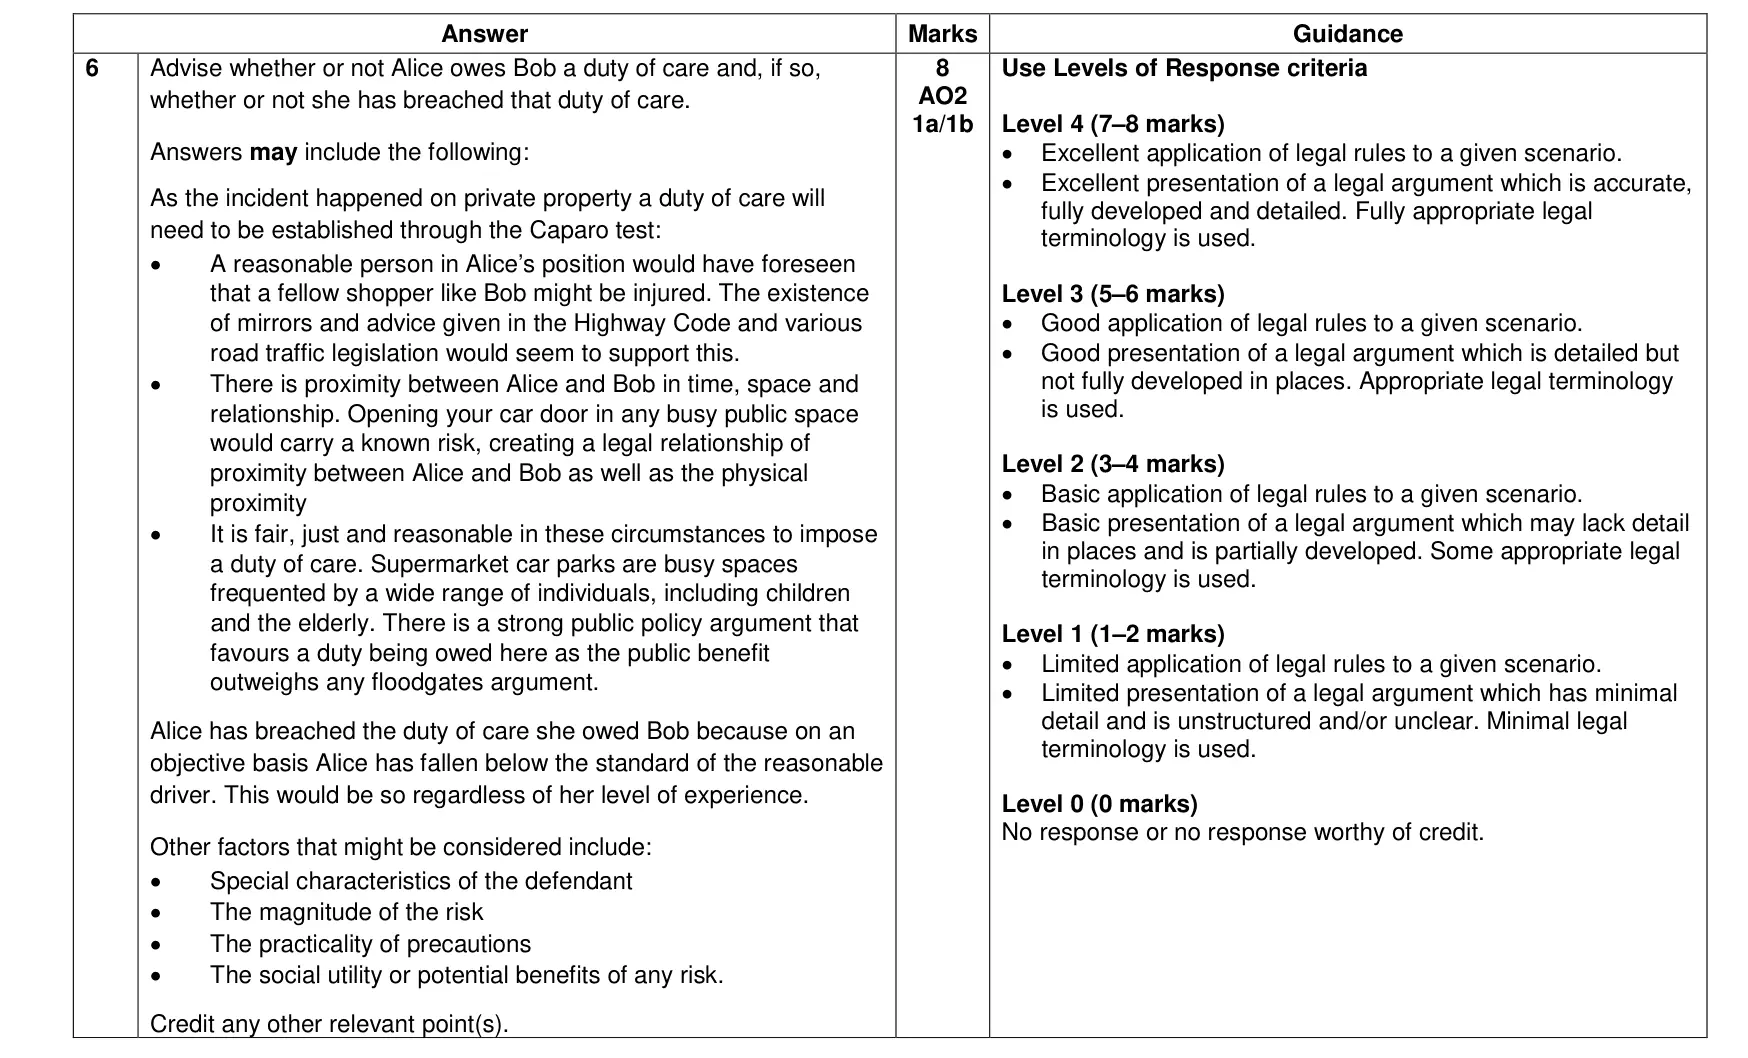 Answer Marks Guidance
6 Advise whether or not Alice owes Bob a duty of care and, if so,
whether or not she has breached that duty of care.
Answers may include the following:
As the incident happened on private property a duty of care will
need to be established through the Caparo test:
• A reasonable person in Alice’s position would have foreseen
that a fellow shopper like Bob might be injured. The existence
of mirrors and advice given in the Highway Code and various
road traffic legislation would seem to support this.
• There is proximity between Alice and Bob in time, space and
relationship. Opening your car door in any busy public space
would carry a known risk, creating a legal relationship of
proximity between Alice and Bob as well as the physical
proximity
• It is fair, just and reasonable in these circumstances to impose
a duty of care. Supermarket car parks are busy spaces
frequented by a wide range of individuals, including children
and the elderly. There is a strong public policy argument that
favours a duty being owed here as the public benefit
outweighs any floodgates argument.
Alice has breached the duty of care she owed Bob because on an
objective basis Alice has fallen below the standard of the reasonable
driver. This would be so regardless of her level of experience.
Other factors that might be considered include:
• Special characteristics of the defendant
• The magnitude of the risk
• The practicality of precautions
• The social utility or potential benefits of any risk.
Credit any other relevant point(s).
8
AO2
1a/1b
Use Levels of Response criteria
Level 4 (7–8 marks)
• Excellent application of legal rules to a given scenario.
• Excellent presentation of a legal argument which is accurate,
fully developed and detailed. Fully appropriate legal
terminology is used.
Level 3 (5–6 marks)
• Good application of legal rules to a given scenario.
• Good presentation of a legal argument which is detailed but
not fully developed in places. Appropriate legal terminology
is used.
Level 2 (3–4 marks)
• Basic application of legal rules to a given scenario.
• Basic presentation of a legal argument which may lack detail
in places and is partially developed. Some appropriate legal
terminology is used.
Level 1 (1–2 marks)
• Limited application of legal rules to a given scenario.
• Limited presentation of a legal argument which has minimal
detail and is unstructured and/or unclear. Minimal legal
terminology is used.
Level 0 (0 marks)
No response or no response worthy of credit.